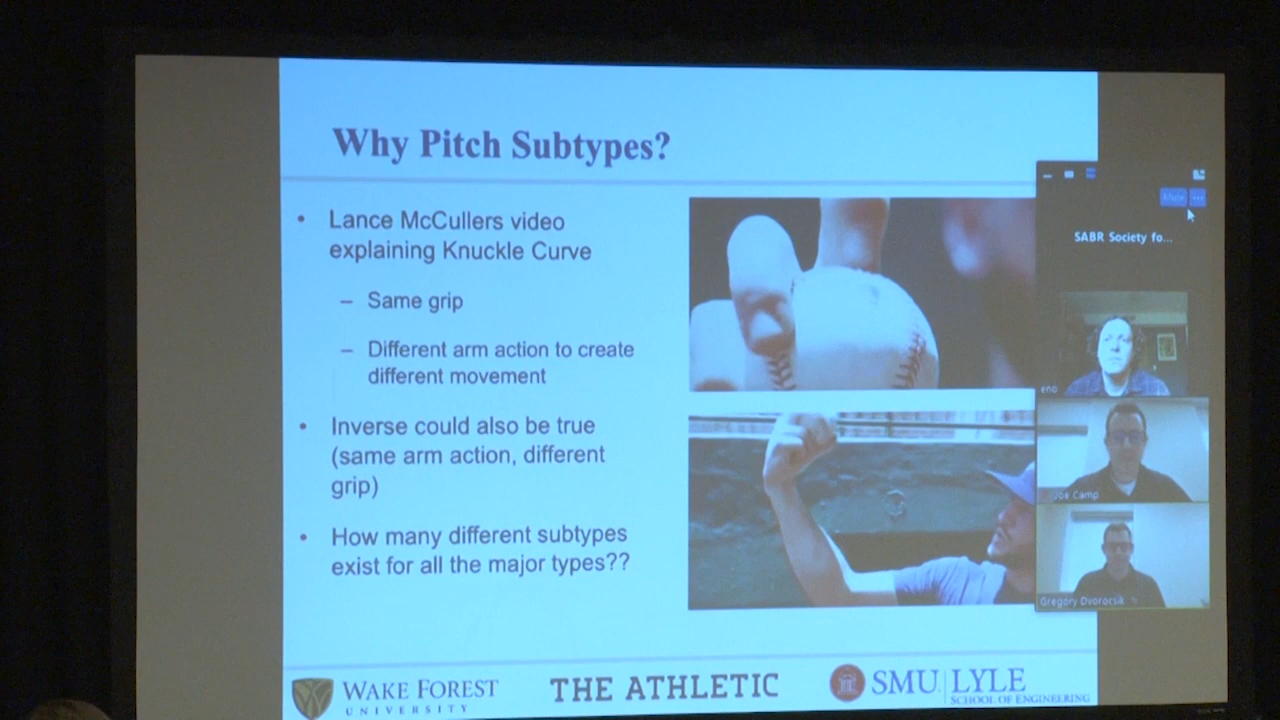 Why Pitch Subtypes?
• Lance McCullers video
explaining Knuckle Curve
– Same grip
– Different arm action to create
different movement
• Inverse could also be true
(same arm action, different
grip)
• How many different subtypes
exist for all the major types??
Mute ...
SABR Society fo...
eno
Joe Camp
Gregory Dvorocsik
WAKE FOREST
UNIVERSITY
THE ATHLETIC
SMU LYLE
SCHOOL OF ENGINEERING